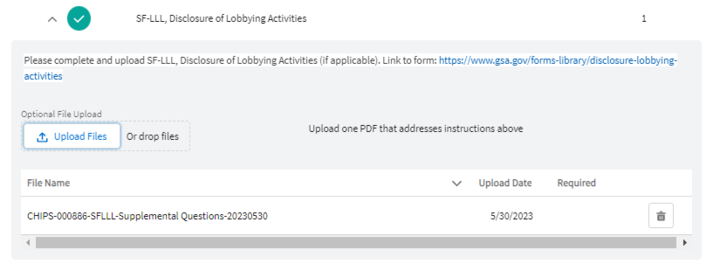 SF-LLL, Disclosure of Lobbying Activities 1
Please complete and upload SF-LLL, Disclosure of Lobbying Activities (if applicable). Link to form: https://www.gsa.gov/forms-library/disclosure-lobbying-
activities
Optional File Upload
Upload Files Or drop files Upload one PDF that addresses instructions above
File Name Upload Date Required
CHIPS-000886-SFLLL-Supplemental Questions-20230530 5/30/2023